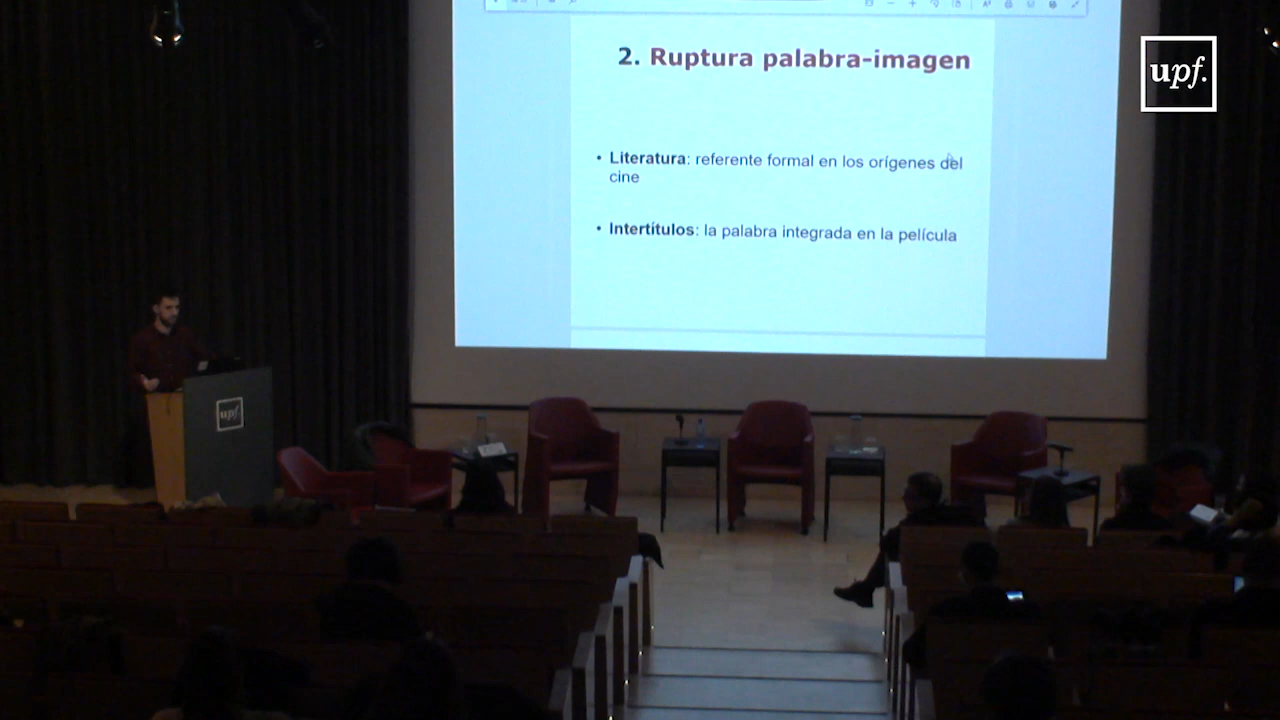 2. Ruptura palabra-imagen
upf.
• Literatura: referente formal en los orígenes del
cine
• Intertítulos: la palabra integrada en la película
upf.